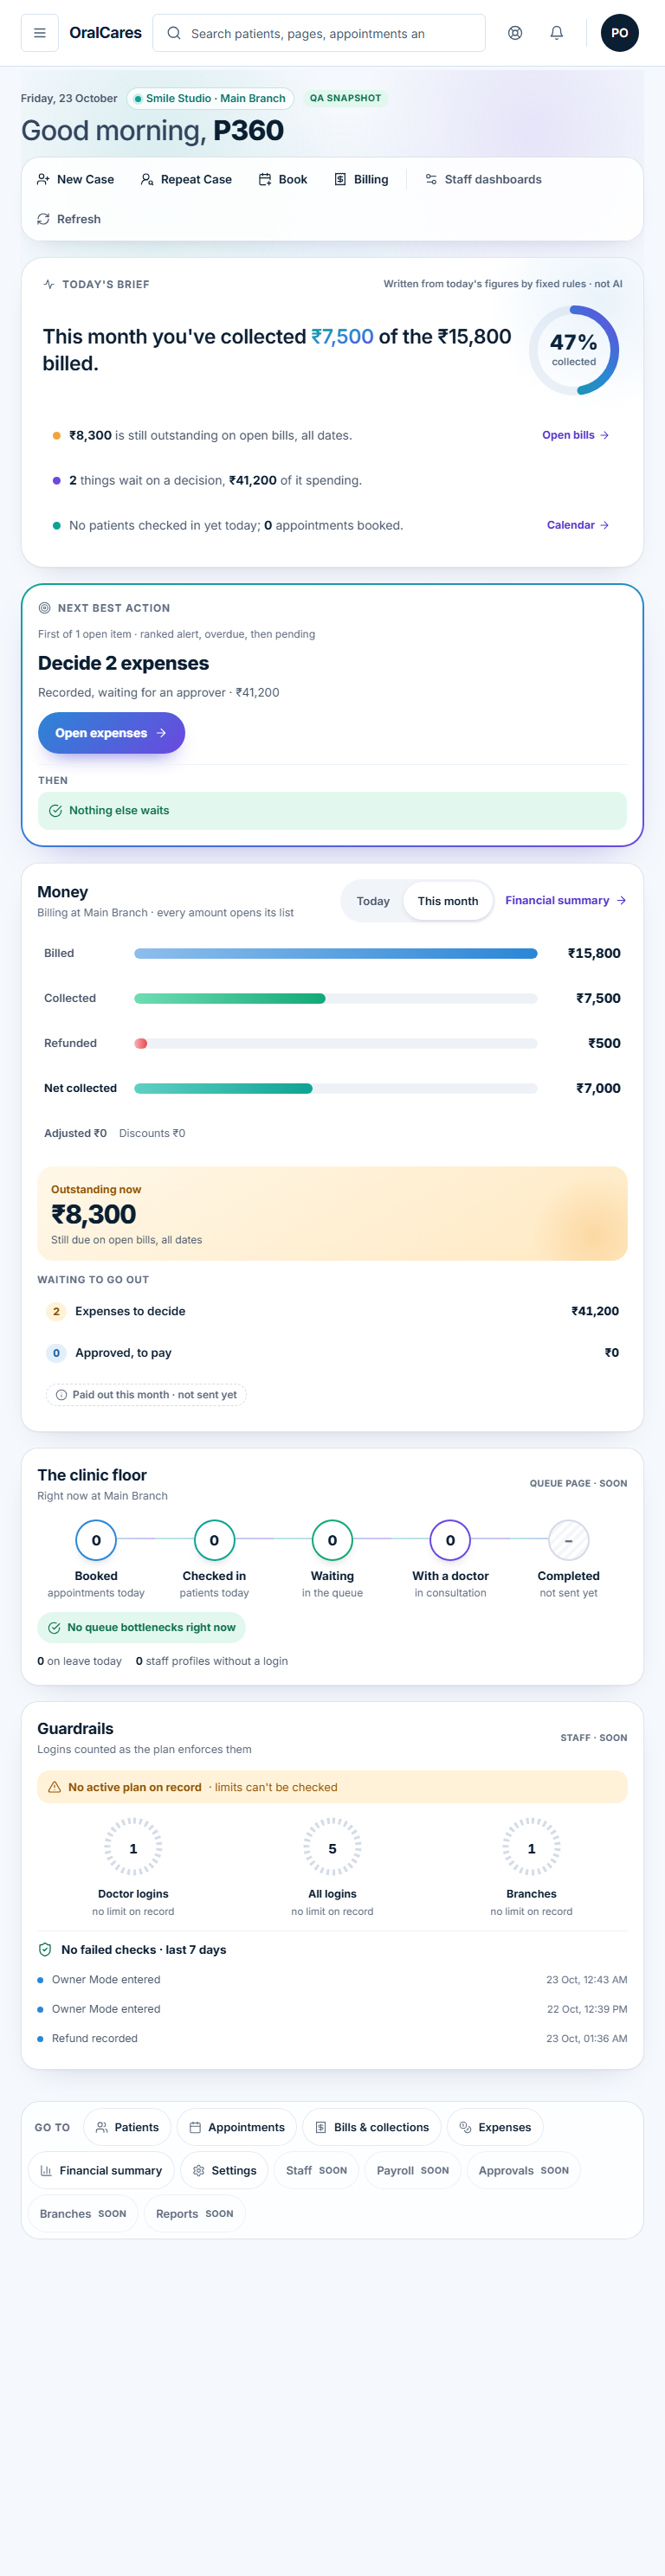 OralCares
Search patients, pages, appointments an
PO
Friday, 23 October
Smile Studio · Main Branch
QA SNAPSHOT
Good morning, P360
New Case
Repeat Case
Book
Billing
Staff dashboards
Refresh
TODAY'S BRIEF
Written from today's figures by fixed rules · not AI
This month you've collected ₹7,500 of the ₹15,800
billed.
47%
collected
₹8,300 is still outstanding on open bills, all dates.
Open bills →
2 things wait on a decision, ₹41,200 of it spending.
No patients checked in yet today; 0 appointments booked.
Calendar →
NEXT BEST ACTION
First of 1 open item · ranked alert, overdue, then pending
Decide 2 expenses
Recorded, waiting for an approver · ₹41,200
Open expenses →
THEN
Nothing else waits
Money
Billing at Main Branch · every amount opens its list
Today
This month
Financial summary →
Billed
₹15,800
Collected
₹7,500
Refunded
₹500
Net collected
₹7,000
Adjusted ₹0
Discounts ₹0
Outstanding now
₹8,300
Still due on open bills, all dates
WAITING TO GO OUT
2
Expenses to decide
₹41,200
0
Approved, to pay
₹0
Paid out this month · not sent yet
The clinic floor
Right now at Main Branch
QUEUE PAGE · SOON
0
0
0
0
–
Booked
Checked in
Waiting
With a doctor
Completed
appointments today
patients today
in the queue
in consultation
not sent yet
No queue bottlenecks right now
0 on leave today
0 staff profiles without a login
Guardrails
Logins counted as the plan enforces them
STAFF · SOON
No active plan on record · limits can't be checked
1
5
1
Doctor logins
All logins
Branches
no limit on record
no limit on record
no limit on record
No failed checks · last 7 days
Owner Mode entered
23 Oct, 12:43 AM
Owner Mode entered
22 Oct, 12:39 PM
Refund recorded
23 Oct, 01:36 AM
GO TO
Patients
Appointments
Bills & collections
Expenses
Financial summary
Settings
Staff SOON
Payroll SOON
Approvals SOON
Branches SOON
Reports SOON